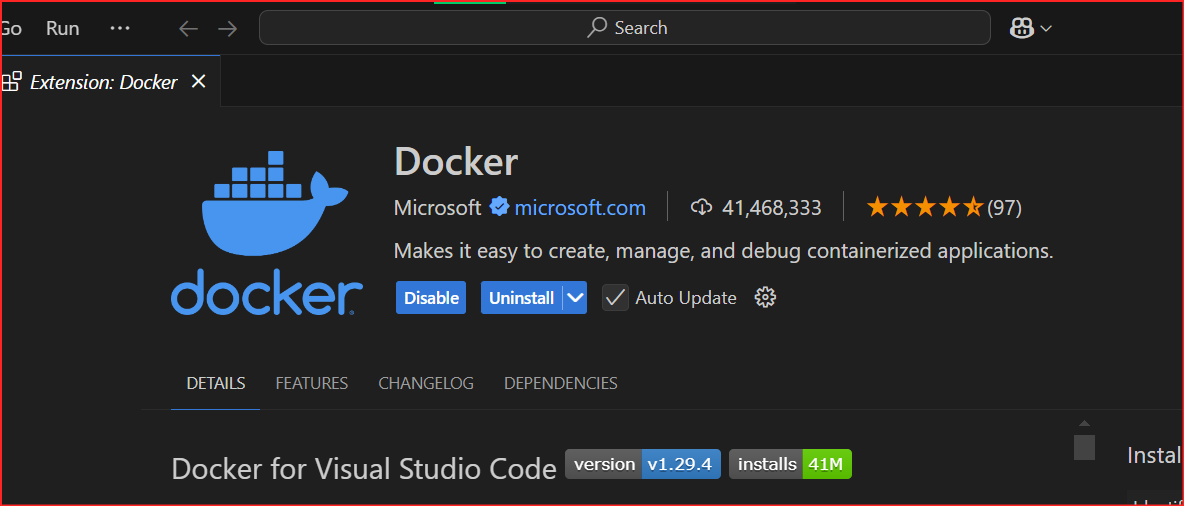 Go Run ··· Search
Extension: Docker
Docker
Microsoft microsoft.com 41,468,333 (97)
Makes it easy to create, manage, and debug containerized applications.
docker
Disable Uninstall Auto Update
DETAILS FEATURES CHANGELOG DEPENDENCIES
Docker for Visual Studio Code version v1.29.4 installs 41M
Instal